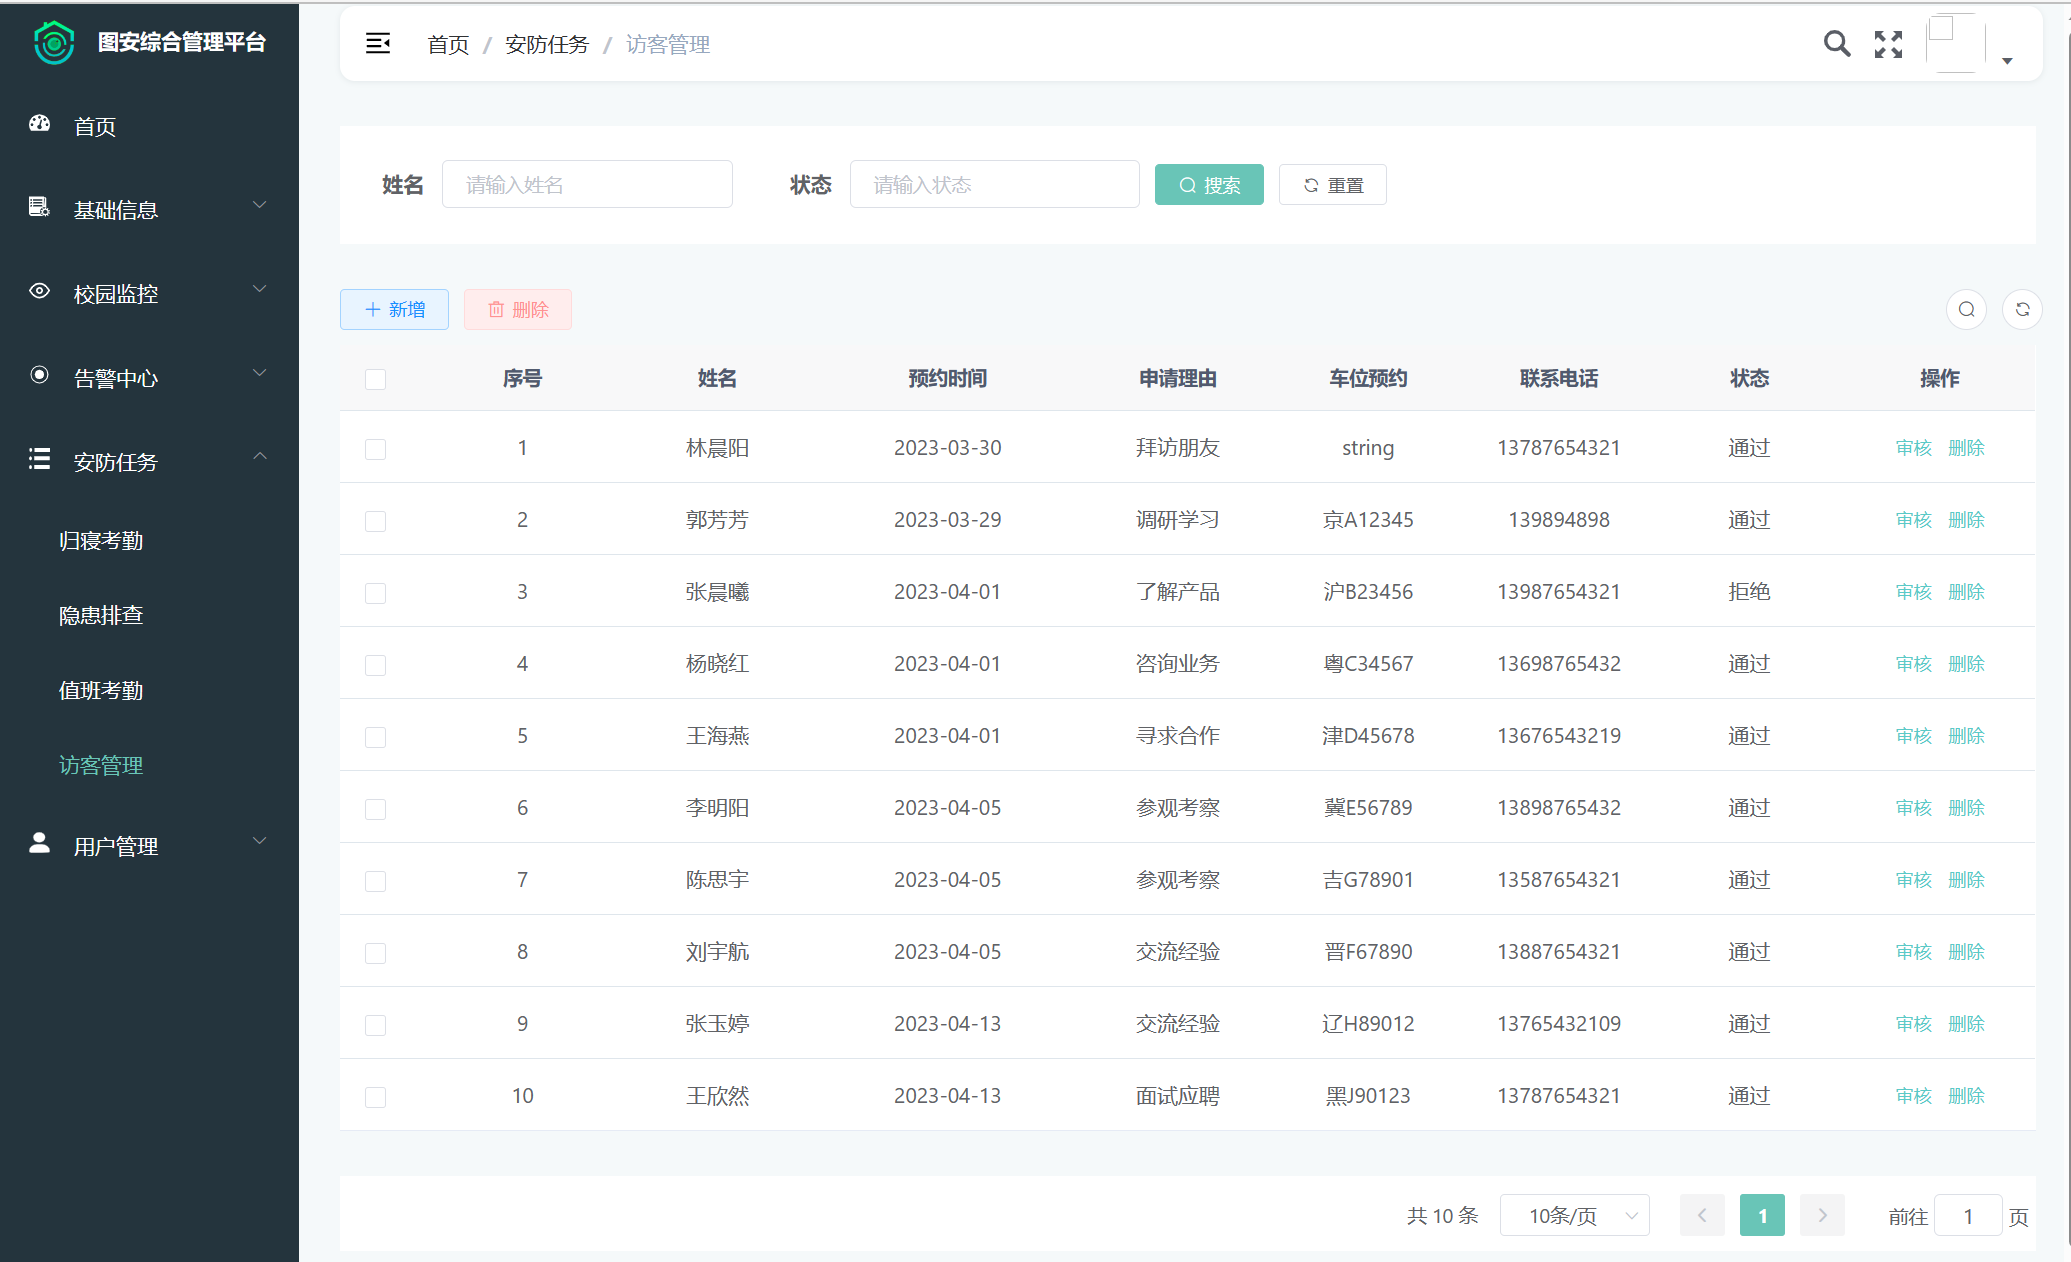 图安综合管理平台
首页
基础信息
校园监控
告警中心
安防任务
归寝考勤
隐患排查
值班考勤
访客管理
用户管理
首页 / 安防任务 / 访客管理
姓名 请输入姓名 状态 请输入状态 搜索 重置
新增 删除
序号 姓名 预约时间 申请理由 车位预约 联系电话 状态 操作
1 林晨阳 2023-03-30 拜访朋友 string 13787654321 通过 审核 删除
2 郭芳芳 2023-03-29 调研学习 京A12345 139894898 通过 审核 删除
3 张晨曦 2023-04-01 了解产品 沪B23456 13987654321 拒绝 审核 删除
4 杨晓红 2023-04-01 咨询业务 粤C34567 13698765432 通过 审核 删除
5 王海燕 2023-04-01 寻求合作 津D45678 13676543219 通过 审核 删除
6 李明阳 2023-04-05 参观考察 冀E56789 13898765432 通过 审核 删除
7 陈思宇 2023-04-05 参观考察 吉G78901 13587654321 通过 审核 删除
8 刘宇航 2023-04-05 交流经验 晋F67890 13887654321 通过 审核 删除
9 张玉婷 2023-04-13 交流经验 辽H89012 13765432109 通过 审核 删除
10 王欣然 2023-04-13 面试应聘 黑J90123 13787654321 通过 审核 删除
共 10 条 10条/页 1 前往 1 页